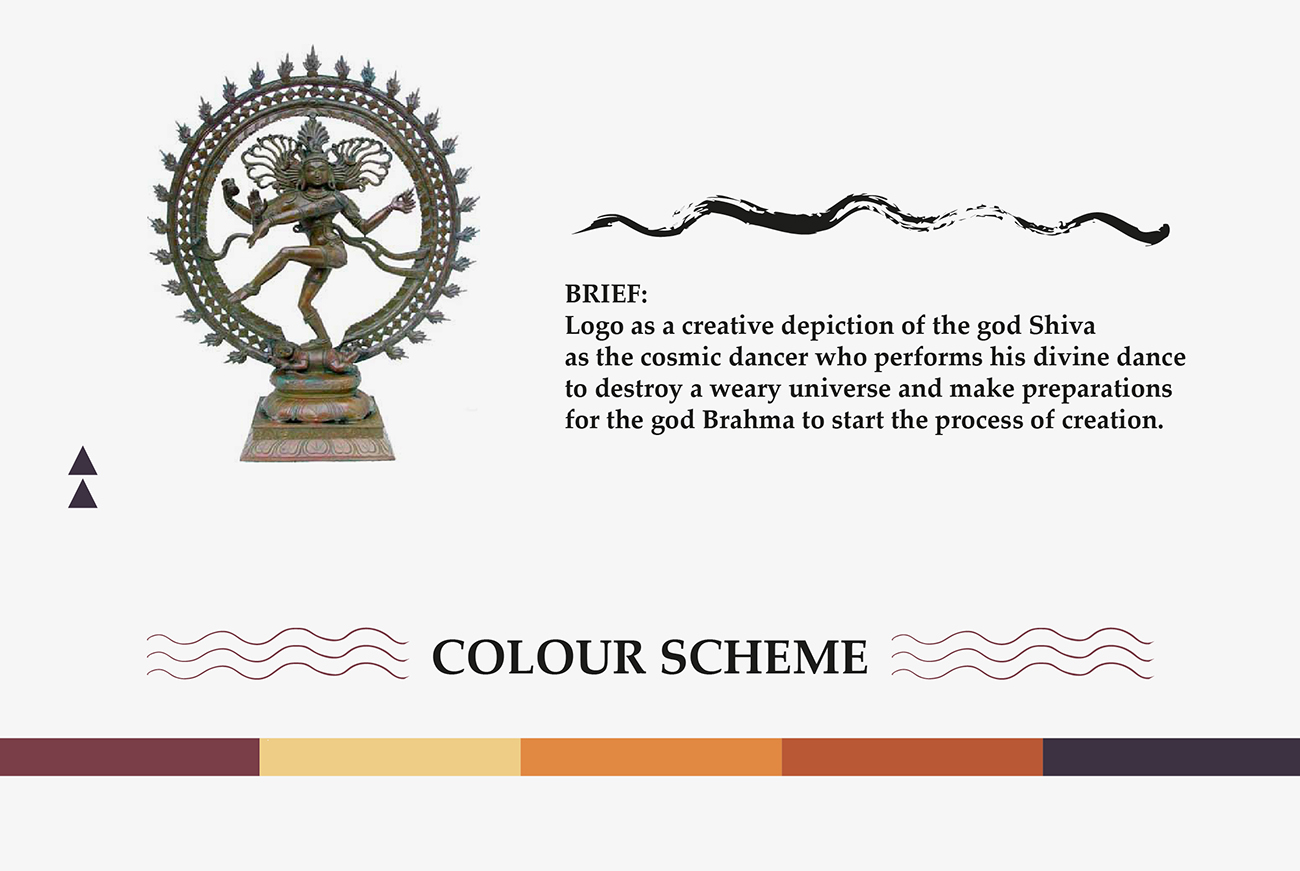 BRIEF:
Logo as a creative depiction of the god Shiva
as the cosmic dancer who performs his divine dance
to destroy a weary universe and make preparations
for the god Brahma to start the process of creation.
COLOUR SCHEME